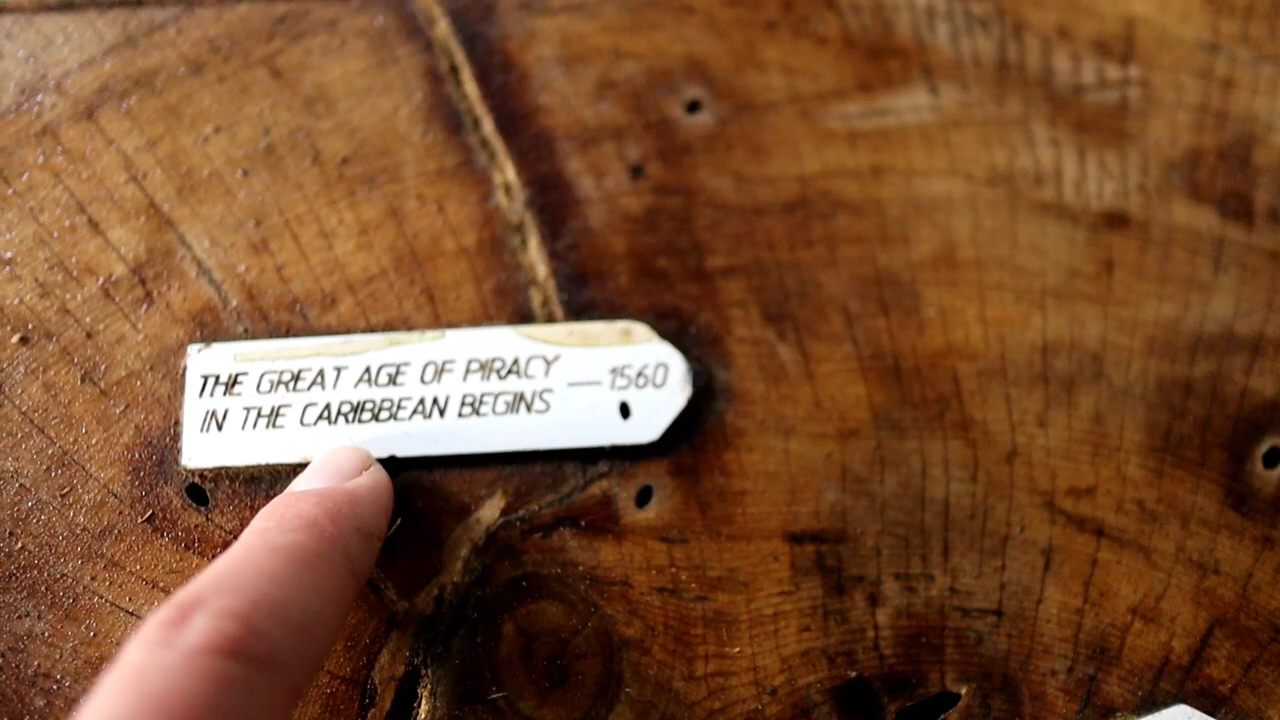 THE GREAT AGE OF PIRACY
IN THE CARIBBEAN BEGINS — 1560